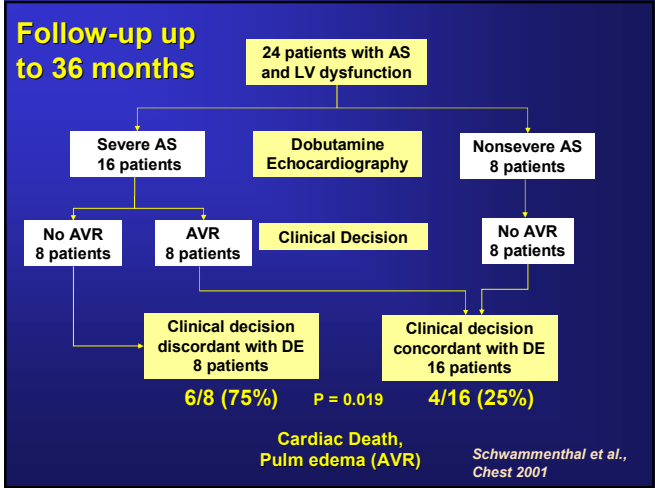 Follow-up up
to 36 months
24 patients with AS
and LV dysfunction
Severe AS
16 patients
Dobutamine
Echocardiography
Nonsevere AS
8 patients
No AVR
8 patients
AVR
8 patients
Clinical Decision
No AVR
8 patients
Clinical decision
discordant with DE
8 patients
Clinical decision
concordant with DE
16 patients
6/8 (75%)
P = 0.019
4/16 (25%)
Cardiac Death,
Pulm edema (AVR)
Schwammenthal et al.,
Chest 2001